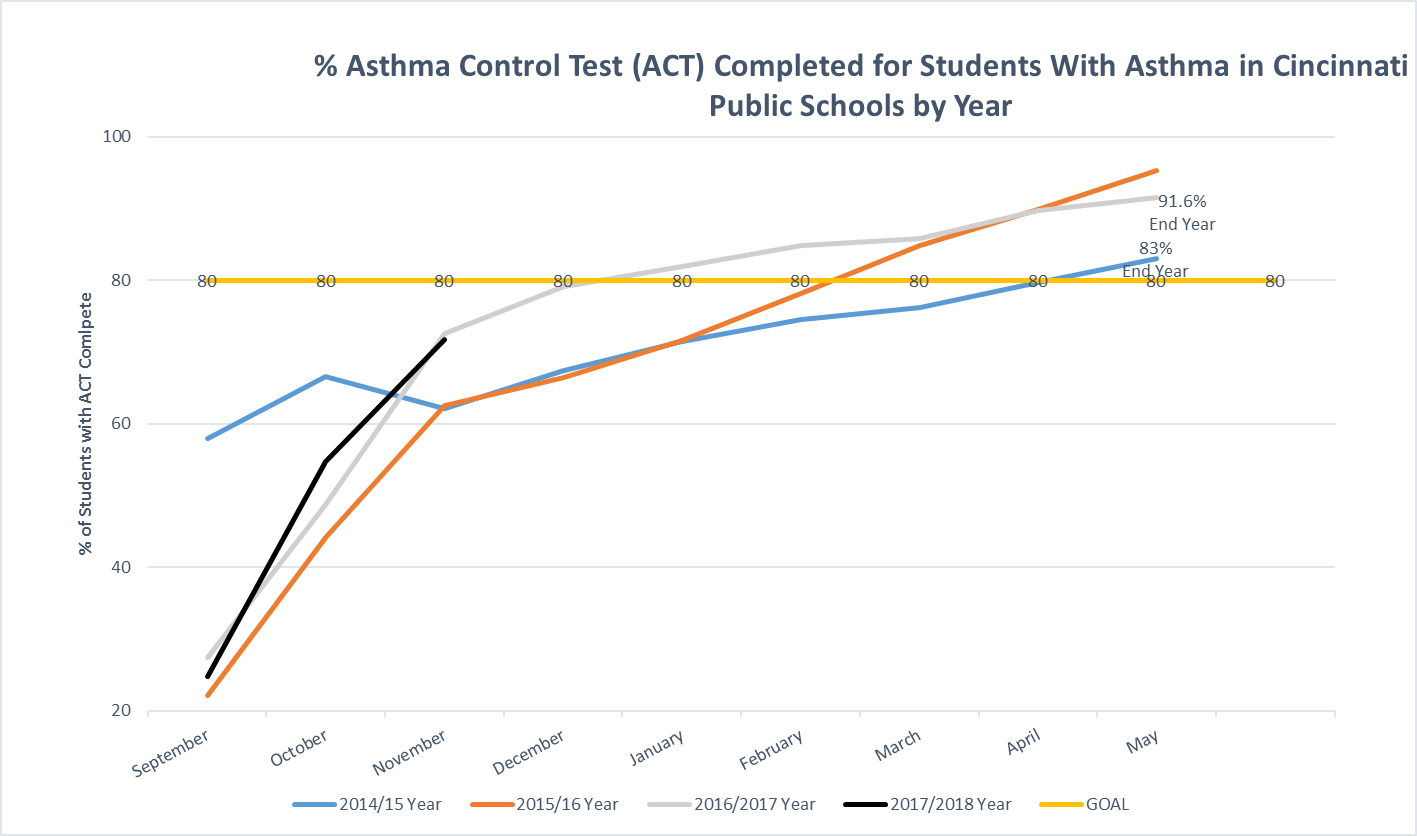 % Asthma Control Test (ACT) Completed for Students With Asthma in Cincinnati
Public Schools by Year
100
80
60
40
20
% of Students with ACT Comlpete
91.6%
End Year
83%
End Year
80 80 80 80 80 80 80 80 80 80
September October November December January February March April May
2014/15 Year 2015/16 Year 2016/2017 Year 2017/2018 Year GOAL